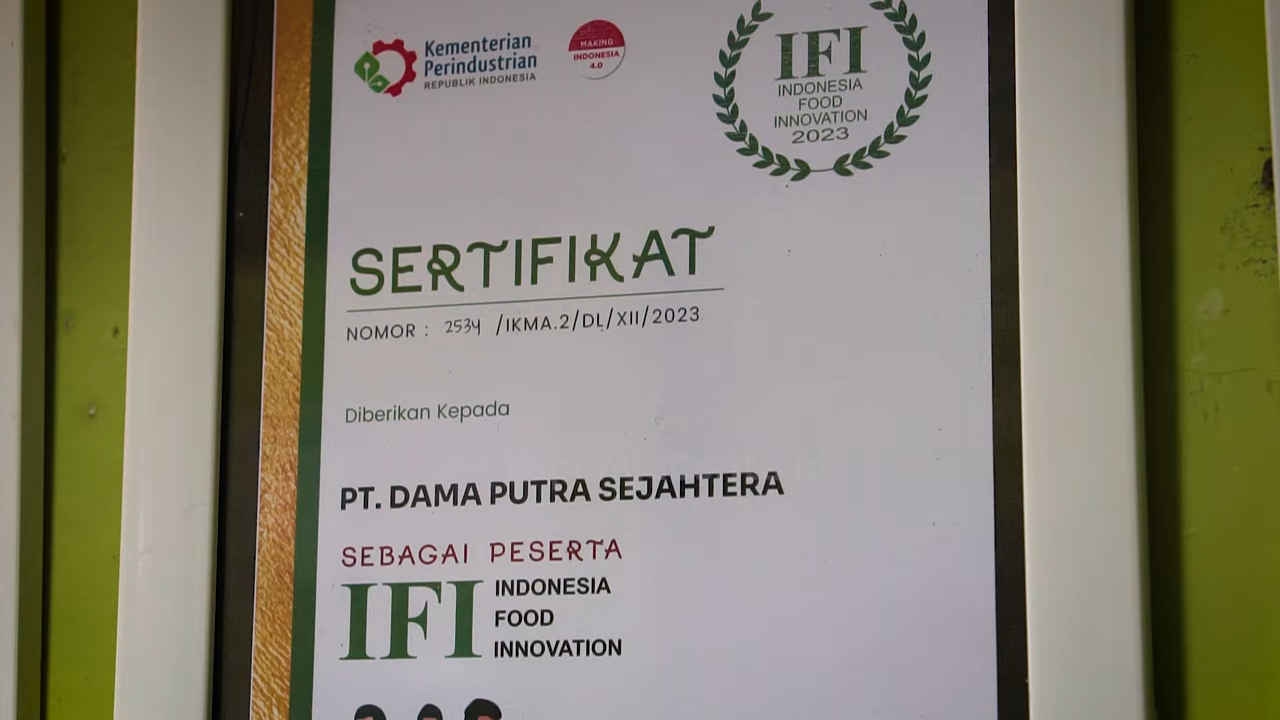 Kementerian
Perindustrian
REPUBLIK INDONESIA
MAKING
INDONESIA
4.0
IFI
INDONESIA
FOOD
INNOVATION
2023
SERTIFIKAT
NOMOR : 2534 /IKMA.2/DL/XII/2023
Diberikan Kepada
PT. DAMA PUTRA SEJAHTERA
SEBAGAI PESERTA
IFI
INDONESIA
FOOD
INNOVATION